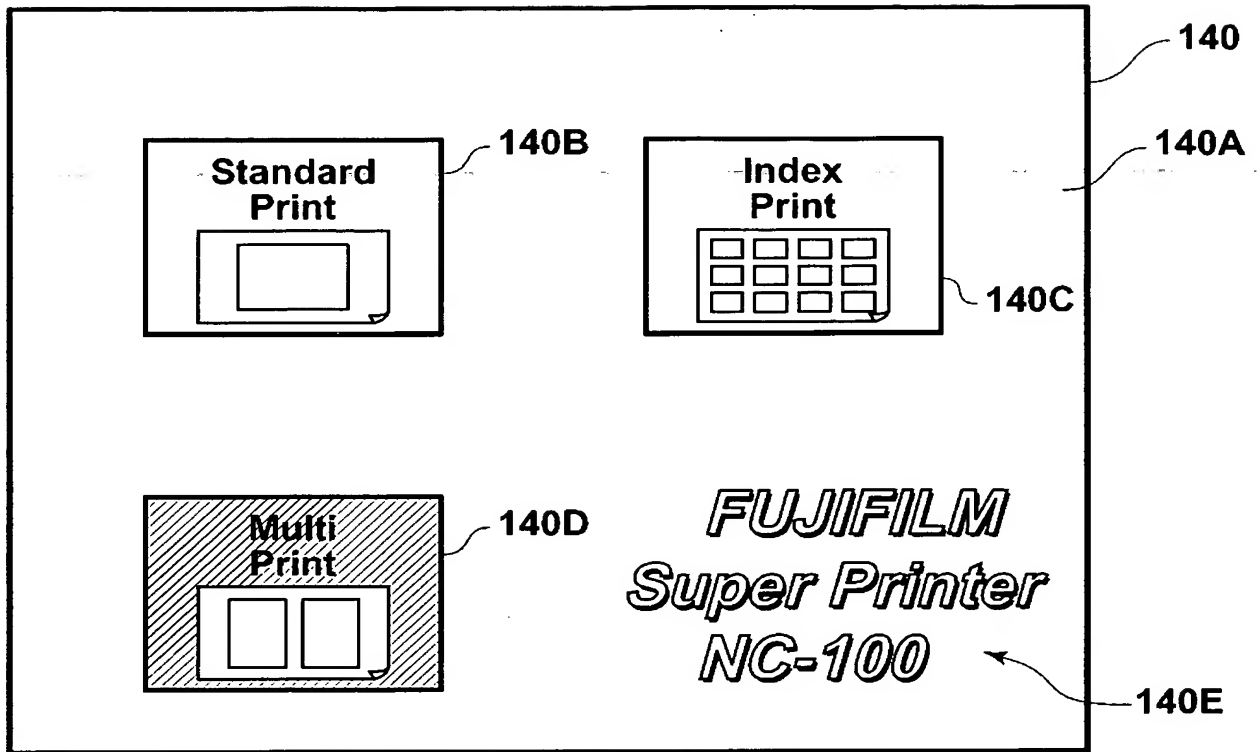 140
140A
140B
Standard
Print
Index
Print
140C
140D
Multi
Print
FUJIFILM
Super Printer
NC-100
140E